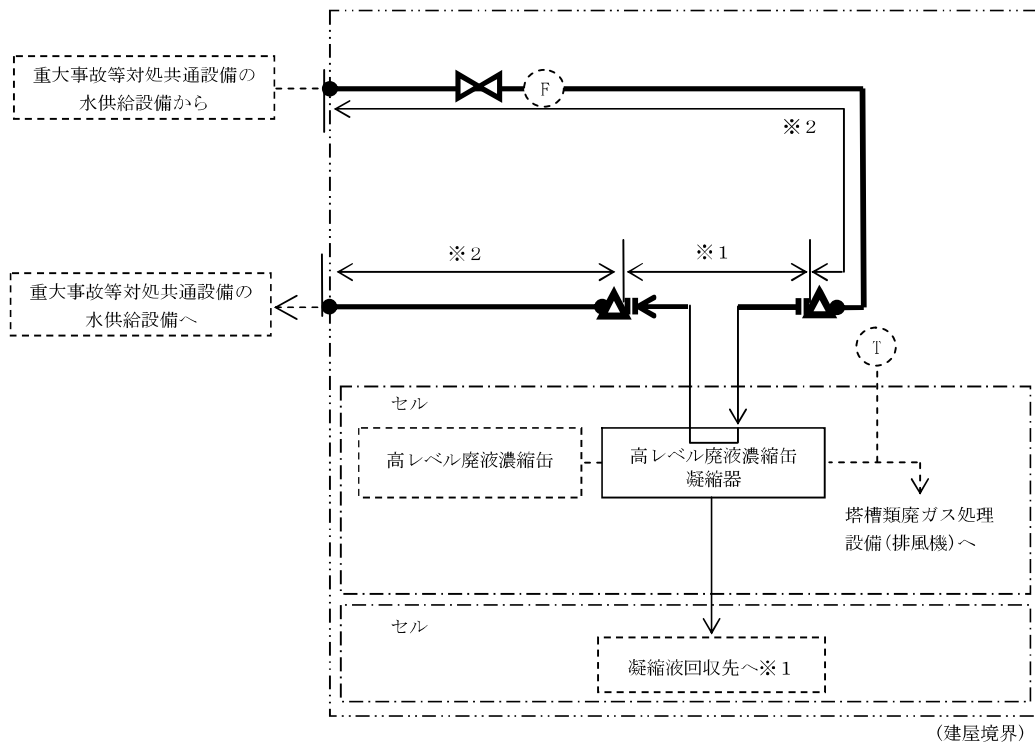 重大事故等対処共通設備の
水供給設備から
F
※2
※2
※1
重大事故等対処共通設備の
水供給設備へ
T
セル
高レベル廃液濃縮缶
高レベル廃液濃縮缶
凝縮器
塔槽類廃ガス処理
設備(排風機)へ
セル
凝縮液回収先へ※1
(建屋境界)